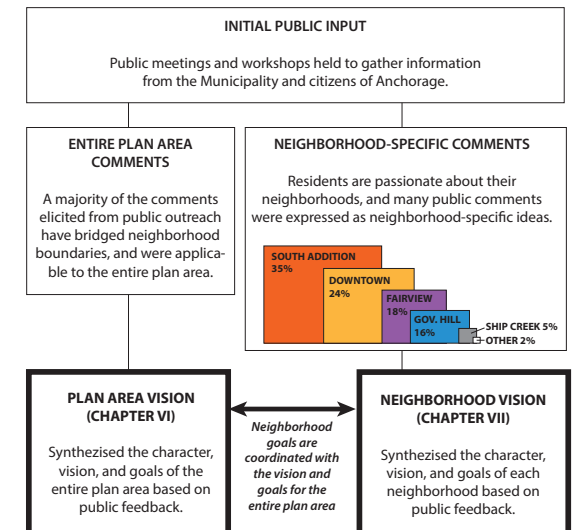 INITIAL PUBLIC INPUT
Public meetings and workshops held to gather information
from the Municipality and citizens of Anchorage.
ENTIRE PLAN AREA
COMMENTS
A majority of the comments
elicited from public outreach
have bridged neighborhood
boundaries, and were applica-
ble to the entire plan area.
NEIGHBORHOOD-SPECIFIC COMMENTS
Residents are passionate about their
neighborhoods, and many public comments
were expressed as neighborhood-specific ideas.
SOUTH ADDITION
35%
DOWNTOWN
24%
FAIRVIEW
18%
GOV. HILL
16%
SHIP CREEK 5%
OTHER 2%
PLAN AREA VISION
(CHAPTER VI)
Synthezised the character,
vision, and goals of the
entire plan area based on
public feedback.
Neighborhood
goals are
coordinated with
the vision and
goals for the
entire plan area
NEIGHBORHOOD VISION
(CHAPTER VII)
Synthezised the character,
vision, and goals of each
neighborhood based on
public feedback.